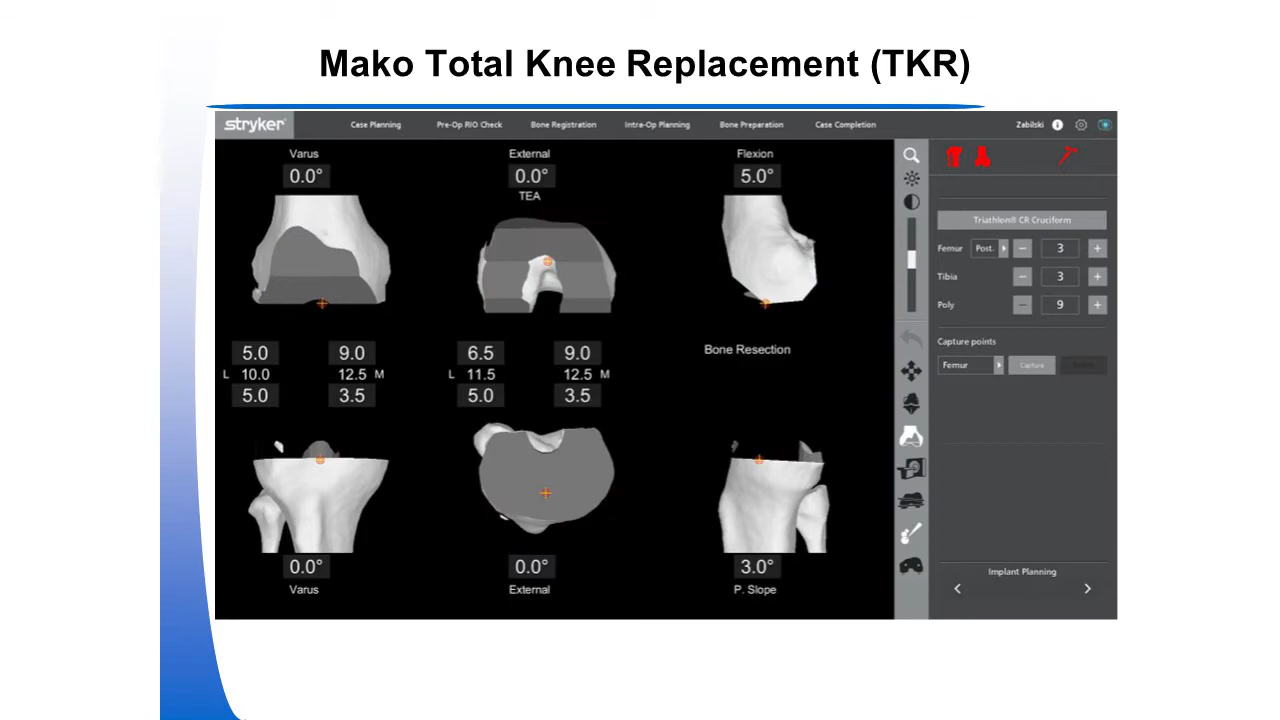 Mako Total Knee Replacement (TKR)
stryker
Case Planning Pre-Op RIO Check Bone Registration Intra-Op Planning Bone Preparation Case Completion Zabilski
Varus External Flexion
0.0° 0.0° 5.0°
TEA
Triathlon® CR Cruciform
Femur Post. − 3 +
Tibia − 3 +
Poly − 9 +
Bone Resection
5.0 9.0 6.5 9.0
L 10.0 12.5 M L 11.5 12.5 M
5.0 3.5 5.0 3.5
Capture points
Femur Capture
0.0° 0.0° 3.0°
Varus External P. Slope
Implant Planning